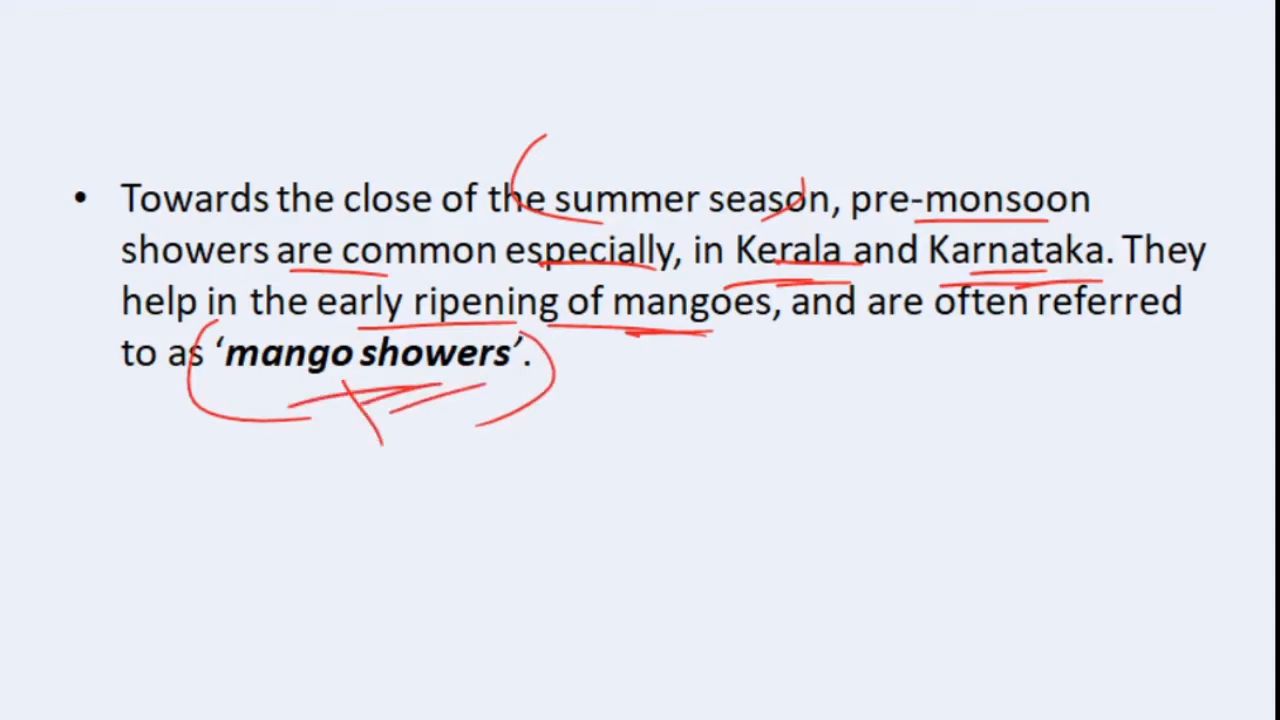 • Towards the close of the summer season, pre-monsoon
showers are common especially, in Kerala and Karnataka. They
help in the early ripening of mangoes, and are often referred
to as ‘mango showers’.